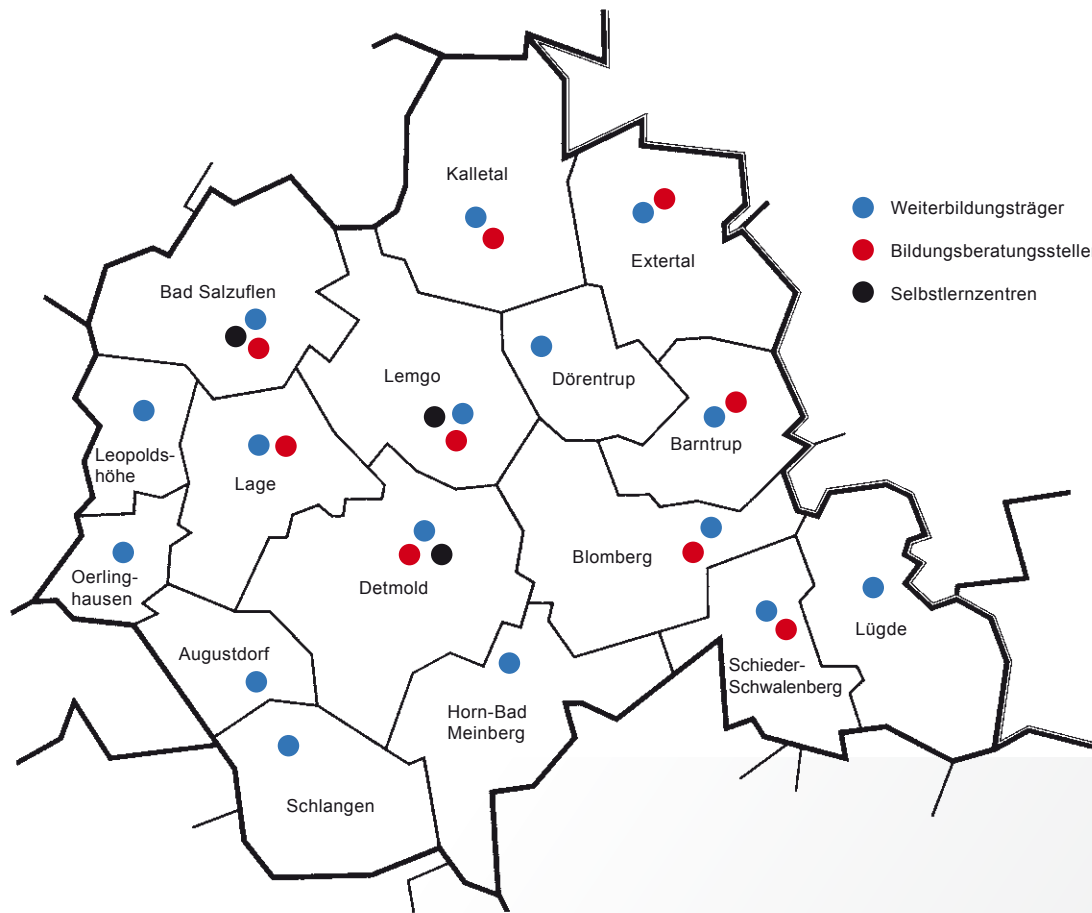 Kalletal
Extertal
Weiterbildungsträger
Bildungsberatungsstelle
Selbstlernzentren
Bad Salzuflen
Lemgo
Dörentrup
Barntrup
Leopolds-
höhe
Lage
Oerling-
hausen
Detmold
Blomberg
Lügde
Augustdorf
Schieder-
Schwalenberg
Horn-Bad
Meinberg
Schlangen